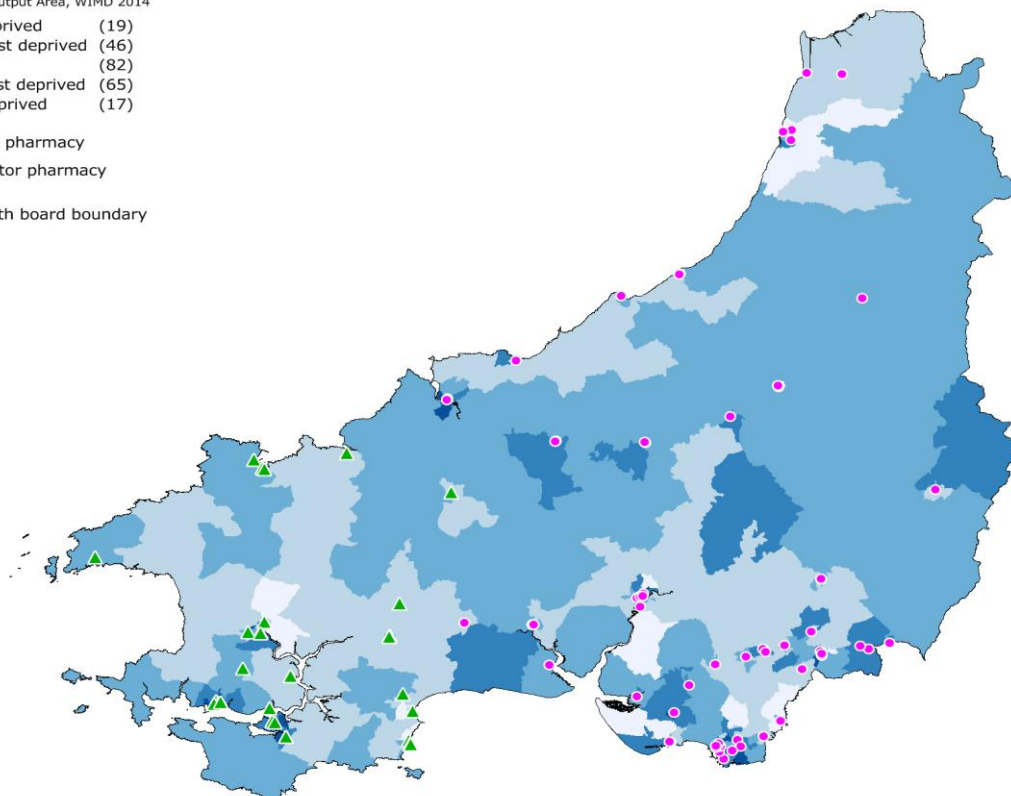 utput Area, WIMD 2014
prived (19)
st deprived (46)
(82)
st deprived (65)
prived (17)
pharmacy
tor pharmacy
th board boundary